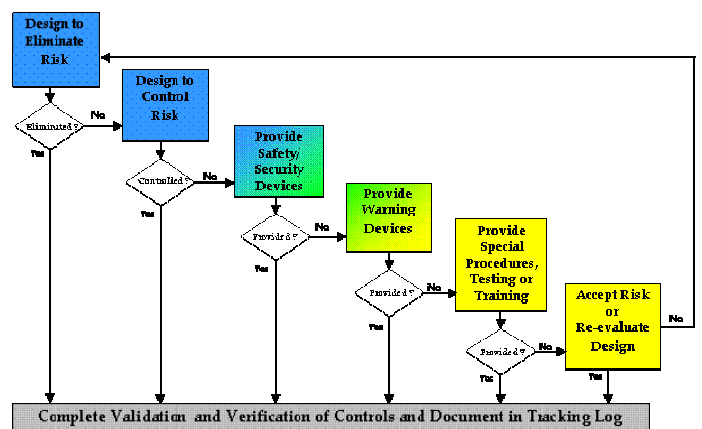 Design to
Eliminate
Risk
Eliminated ?
No
Yes
Design to
Control
Risk
Controlled ?
No
Yes
Provide
Safety/
Security
Devices
Provided ?
No
Yes
Provide
Warning
Devices
Provided ?
No
Yes
Provide
Special
Procedures,
Testing or
Training
Provided ?
No
Yes
Accept Risk
or
Re-evaluate
Design
No
Yes
Complete Validation and Verification of Controls and Document in Tracking Log